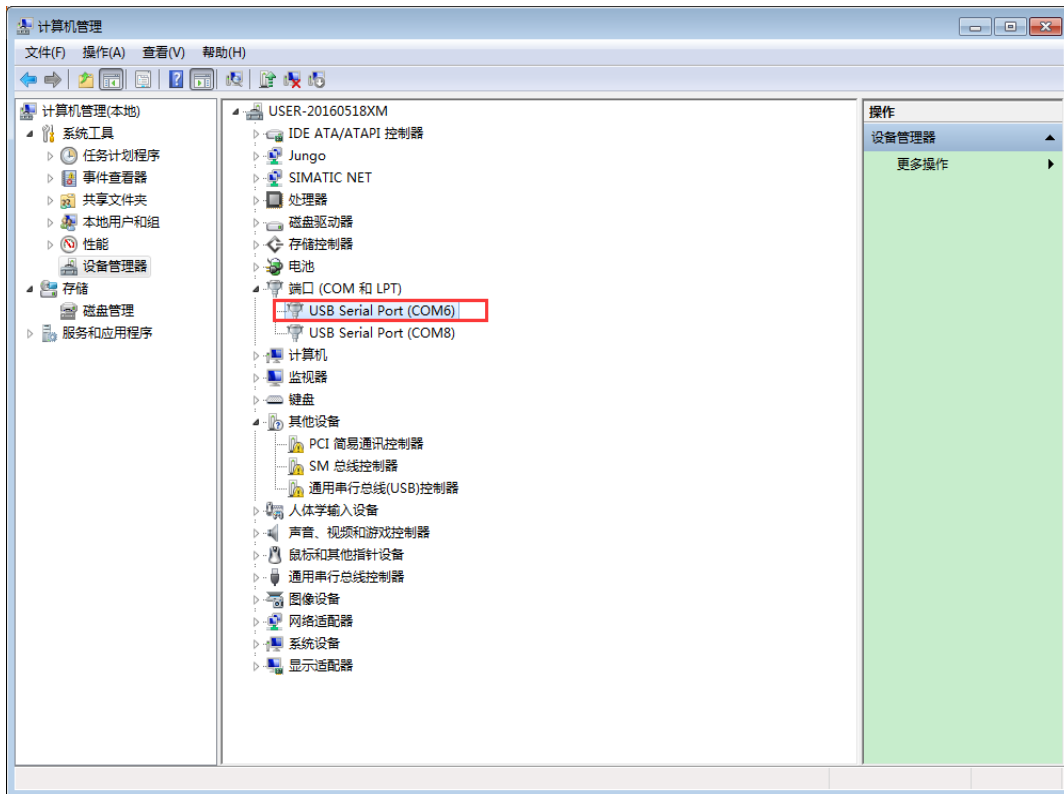 计算机管理
文件(F) 操作(A) 查看(V) 帮助(H)
计算机管理(本地)
系统工具
任务计划程序
事件查看器
共享文件夹
本地用户和组
性能
设备管理器
存储
磁盘管理
服务和应用程序
USER-20160518XM
IDE ATA/ATAPI 控制器
Jungo
SIMATIC NET
处理器
磁盘驱动器
存储控制器
电池
端口 (COM 和 LPT)
USB Serial Port (COM6)
USB Serial Port (COM8)
计算机
监视器
键盘
其他设备
PCI 简易通讯控制器
SM 总线控制器
通用串行总线(USB)控制器
人体学输入设备
声音、视频和游戏控制器
鼠标和其他指针设备
通用串行总线控制器
图像设备
网络适配器
系统设备
显示适配器
操作
设备管理器
更多操作